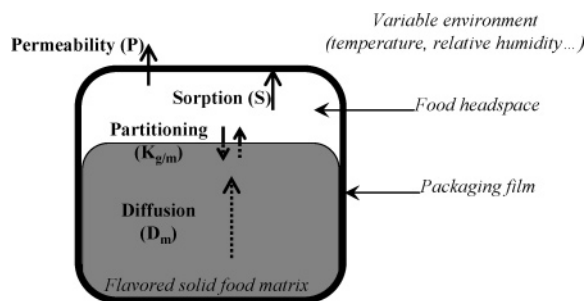 Variable environment
Permeability (P)
(temperature, relative humidity…)
Sorption (S)
Food headspace
Partitioning
(Kg/m)
Packaging film
Diffusion
(Dm)
Flavored solid food matrix